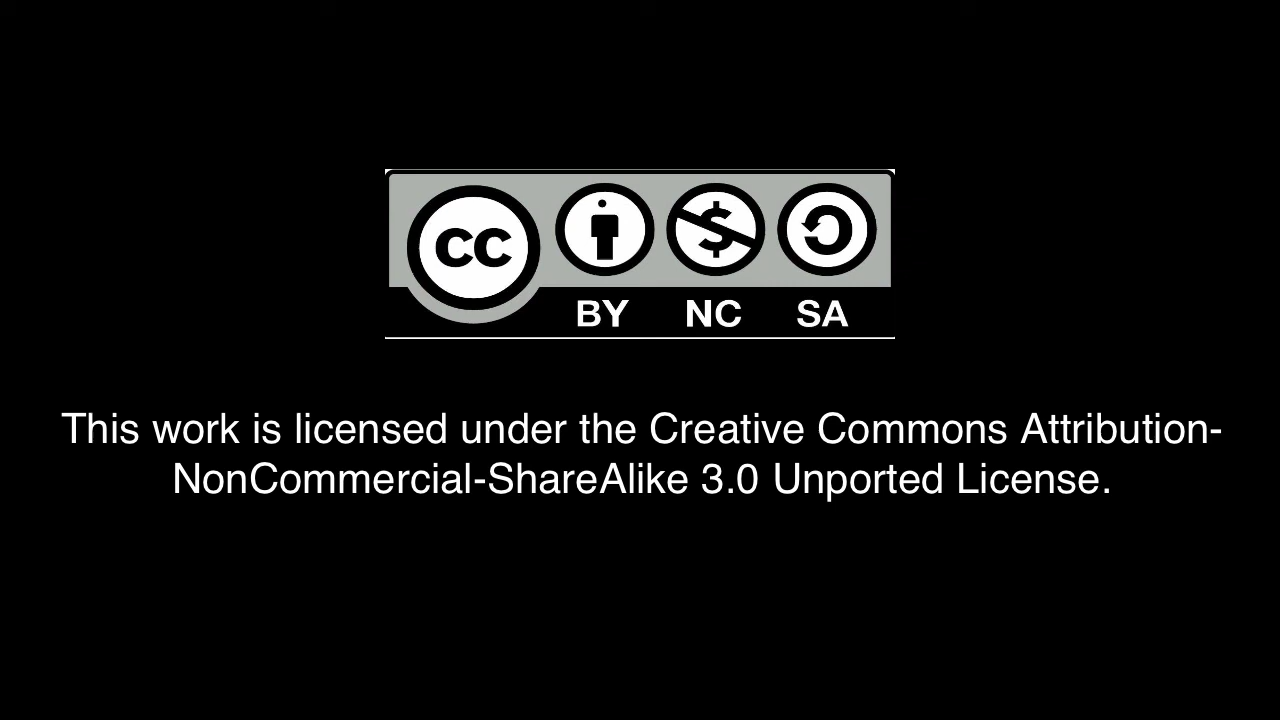 CC
BY NC SA
This work is licensed under the Creative Commons Attribution-
NonCommercial-ShareAlike 3.0 Unported License.